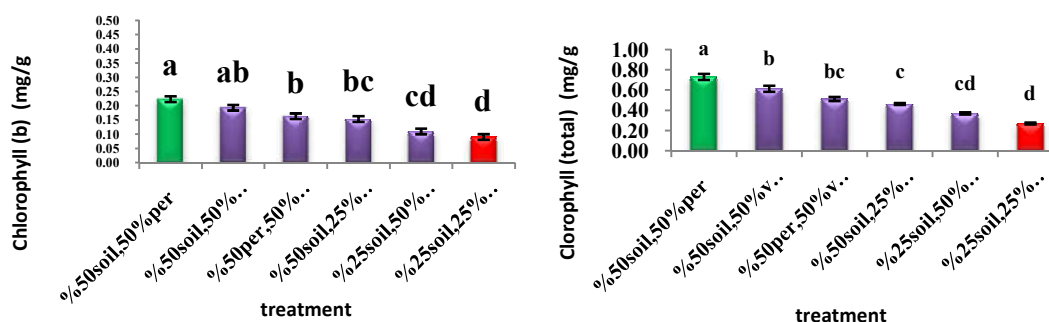 Chlorophyll (b) (mg/g
0.50
0.45
0.40
0.35
0.30
0.25
0.20
0.15
0.10
0.05
0.00
a
ab
b
bc
cd
d
%50soil,50%per
%50soil,50%..
%50per,50%..
%50soil,25%..
%25soil,50%..
%25soil,25%..
treatment
Clorophyll (total) (mg/g
1.00
0.80
0.60
0.40
0.20
0.00
a
b
bc
c
cd
d
%50soil,50%per
%50soil,50%v..
%50per,50%v..
%50soil,25%..
%25soil,50%..
%25soil,25%..
treatment